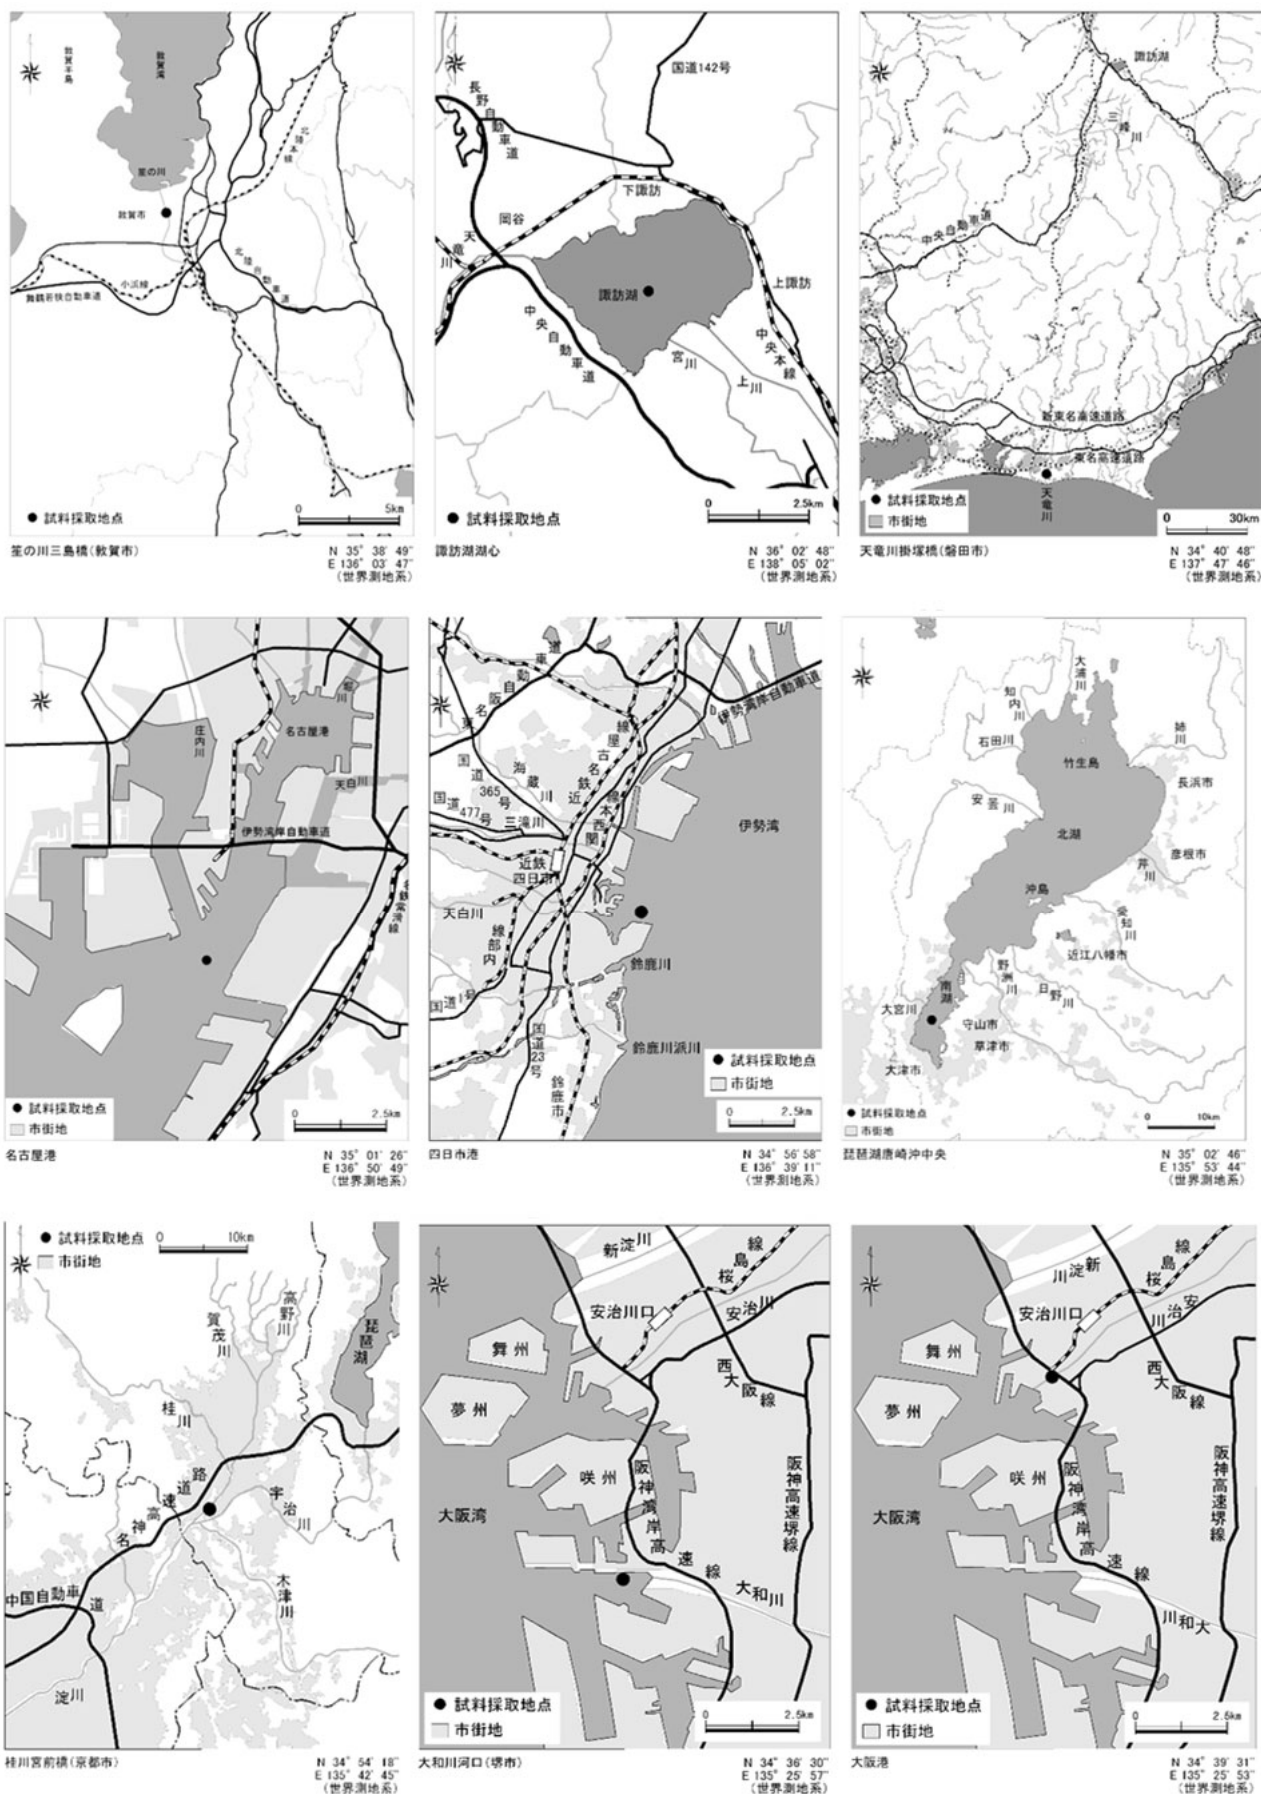 敦賀半島
敦賀湾
北陸本線
笙の川
敦賀市
小浜線
舞鶴若狭自動車道
北陸自動車道
● 試料採取地点
0 5km
笙の川三島橋(敦賀市)
N 35° 38' 49"
E 136° 03' 47"
(世界測地系)
国道142号
長野自動車道
下諏訪
岡谷
天竜川
諏訪湖
上諏訪
中央自動車道
中央本線
宮川
上川
● 試料採取地点
0 2.5km
諏訪湖湖心
N 36° 02' 48"
E 138° 05' 02"
(世界測地系)
諏訪湖
三峰川
中央自動車道
新東名高速道路
東名高速道路
天竜川
● 試料採取地点
市街地
0 30km
天竜川掛塚橋(磐田市)
N 34° 40' 48"
E 137° 47' 46"
(世界測地系)
堀川
庄内川
名古屋港
天白川
伊勢湾岸自動車道
名鉄常滑線
● 試料採取地点
市街地
0 2.5km
名古屋港
N 35° 01' 26"
E 136° 50' 49"
(世界測地系)
東名阪自動車道
伊勢湾岸自動車道
近鉄名古屋線
関西本線
国道365号
海蔵川
国道477号
三滝川
伊勢湾
近鉄四日市
天白川
内部線
鈴鹿川
国道1号
国道23号
鈴鹿川派川
鈴鹿市
● 試料採取地点
市街地
0 2.5km
四日市港
N 34° 56' 58"
E 136° 39' 11"
(世界測地系)
大浦川
知内川
石田川
姉川
竹生島
長浜市
安曇川
北湖
彦根市
芹川
沖島
愛知川
近江八幡市
野洲川
日野川
南湖
大宮川
守山市
草津市
大津市
● 試料採取地点
市街地
0 10km
琵琶湖唐崎沖中央
N 35° 02' 46"
E 135° 53' 44"
(世界測地系)
● 試料採取地点
市街地
0 10km
高野川
賀茂川
琵琶湖
桂川
名神高速道路
宇治川
木津川
中国自動車道
淀川
桂川宮前橋(京都市)
N 34° 54' 18"
E 135° 42' 45"
(世界測地系)
新淀川
桜島線
安治川口
安治川
舞州
西大阪線
夢州
咲州
阪神湾岸高速線
阪神高速堺線
大阪湾
大和川
● 試料採取地点
市街地
0 2.5km
大和川河口(堺市)
N 34° 36' 30"
E 135° 25' 57"
(世界測地系)
新淀川
桜島線
安治川口
安治川
舞州
西大阪線
夢州
咲州
阪神湾岸高速線
阪神高速堺線
大阪湾
大和川
● 試料採取地点
市街地
0 2.5km
大阪港
N 34° 39' 31"
E 135° 25' 53"
(世界測地系)